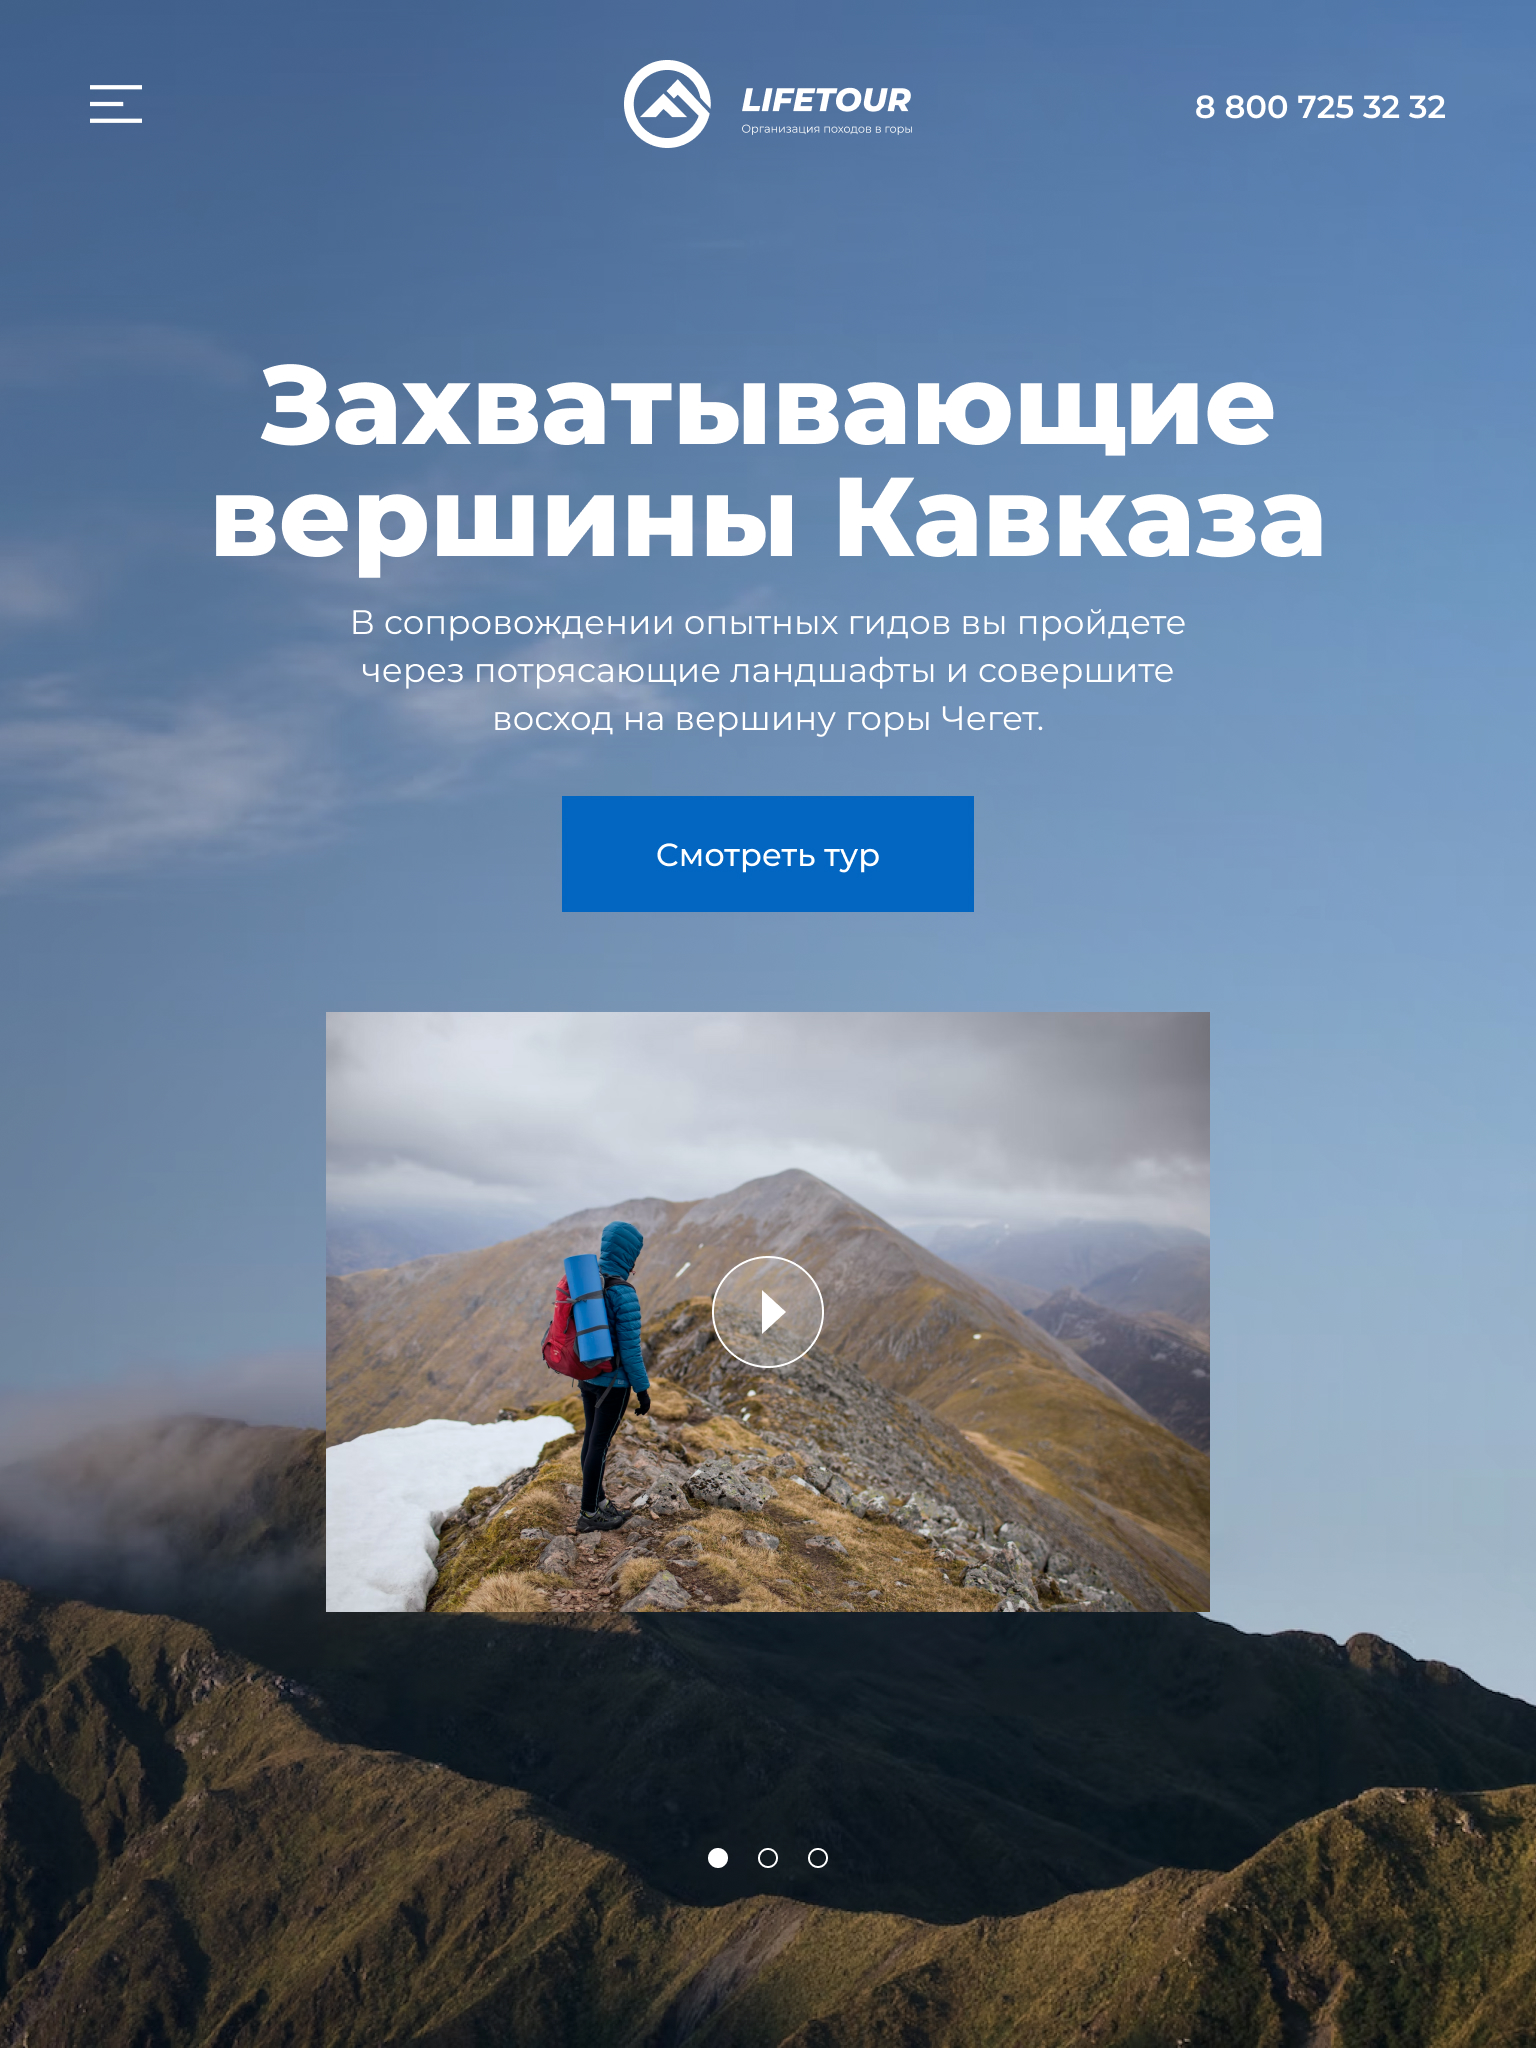 LIFETOUR
Организация походов в горы
8 800 725 32 32
Захватывающие
вершины Кавказа
В сопровождении опытных гидов вы пройдете
через потрясающие ландшафты и совершите
восход на вершину горы Чегет.
Смотреть тур